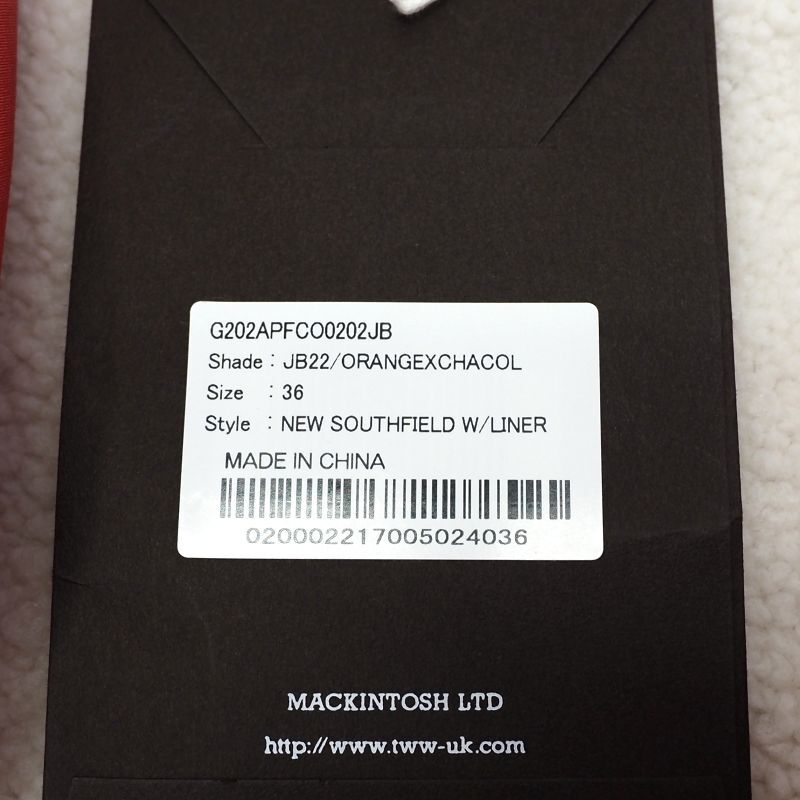 G202APFCO0202JB
Shade : JB22/ORANGEXCHACOL
Size : 36
Style : NEW SOUTHFIELD W/LINER
MADE IN CHINA
020002217005024036
MACKINTOSH LTD
http://www.tww-uk.com